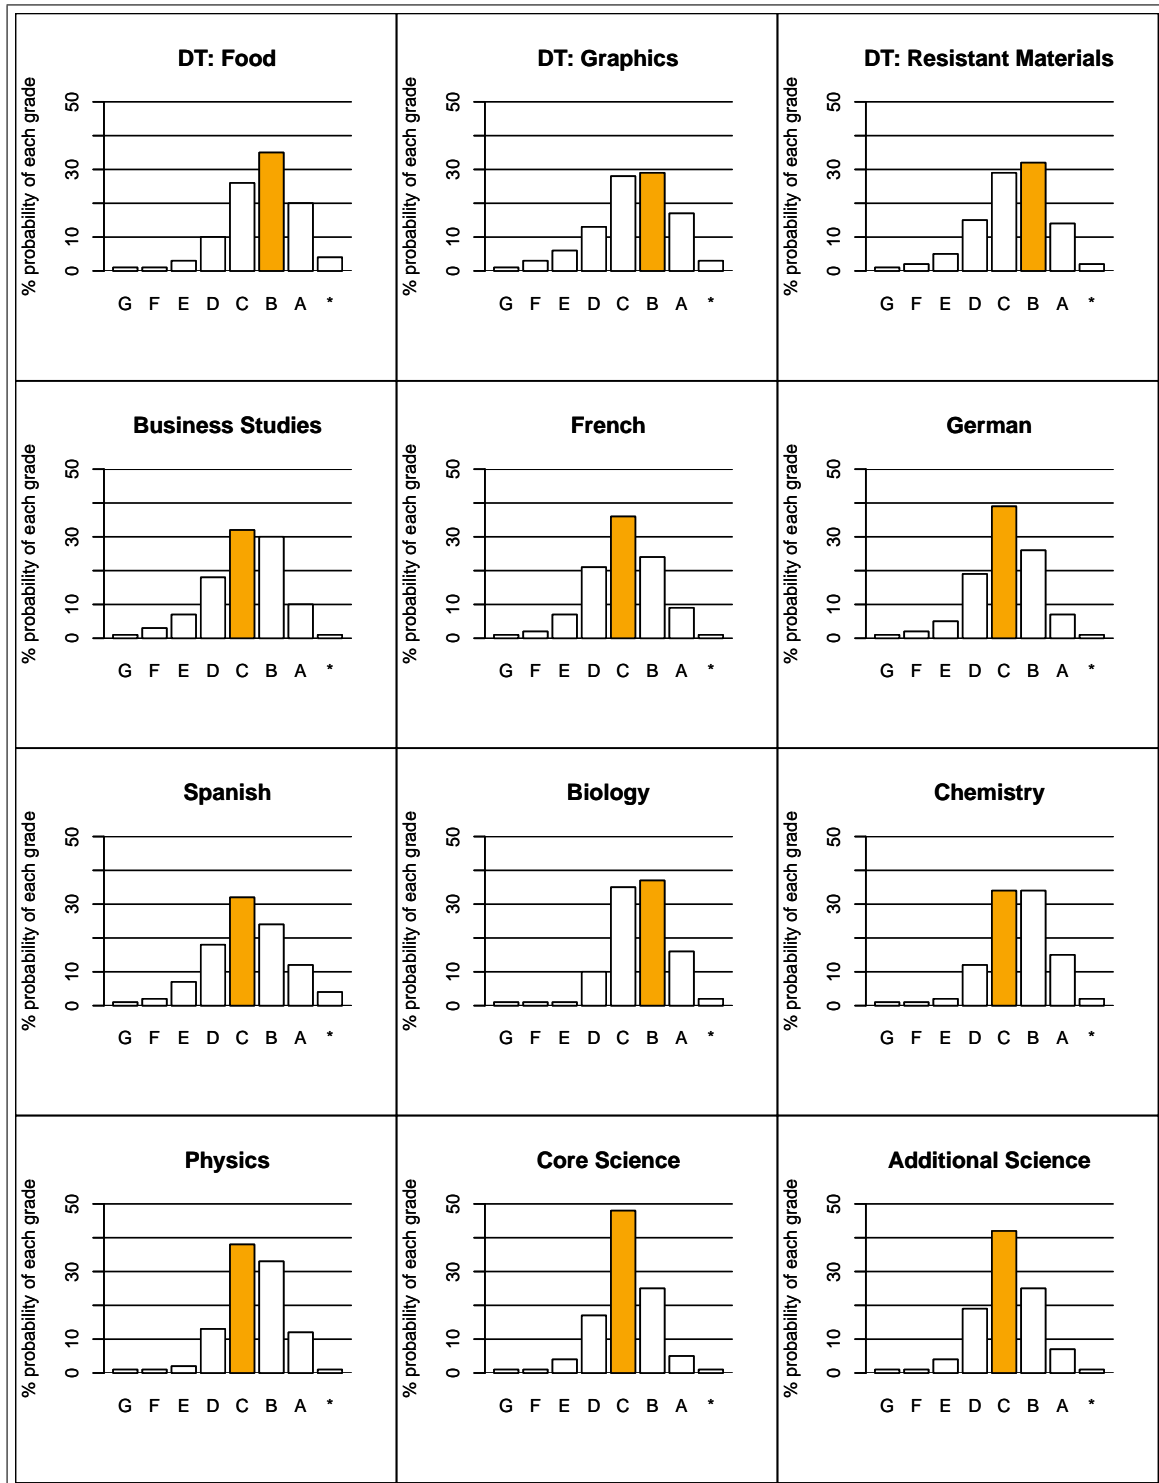 DT: Food
% probability of each grade
50
30
10
0
G F E D C B A *
DT: Graphics
% probability of each grade
50
30
10
0
G F E D C B A *
DT: Resistant Materials
% probability of each grade
50
30
10
0
G F E D C B A *
Business Studies
% probability of each grade
50
30
10
0
G F E D C B A *
French
% probability of each grade
50
30
10
0
G F E D C B A *
German
% probability of each grade
50
30
10
0
G F E D C B A *
Spanish
% probability of each grade
50
30
10
0
G F E D C B A *
Biology
% probability of each grade
50
30
10
0
G F E D C B A *
Chemistry
% probability of each grade
50
30
10
0
G F E D C B A *
Physics
% probability of each grade
50
30
10
0
G F E D C B A *
Core Science
% probability of each grade
50
30
10
0
G F E D C B A *
Additional Science
% probability of each grade
50
30
10
0
G F E D C B A *